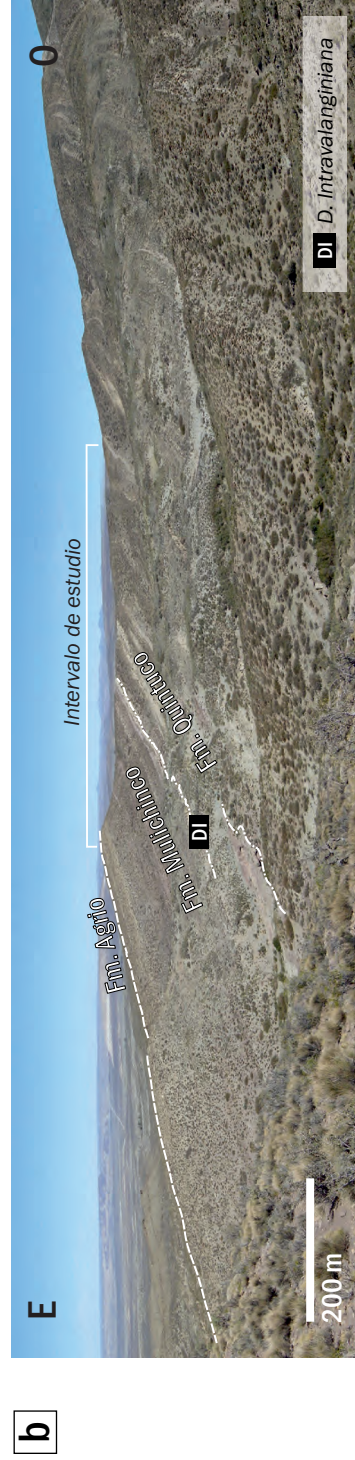 b
E
O
Intervalo de estudio
Fm. Agrio
Fm. Mulichinco
Fm. Quintuco
DI
200 m
DI D. Intravalanginiana